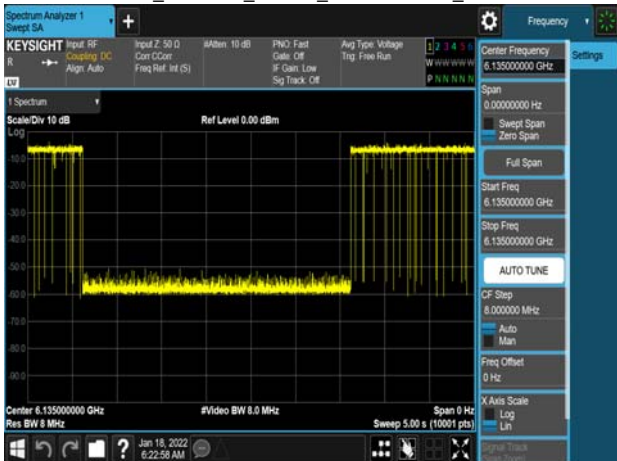 Spectrum Analyzer 1
Swept SA
Frequency
KEYSIGHT
R
Input: RF
Coupling: DC
Align: Auto
Input Z: 50 Ω
Corr CCorr
Freq Ref: Int (S)
#Atten: 10 dB
PNO: Fast
Gate: Off
IF Gain: Low
Sig Track: Off
Avg Type: Voltage
Trig: Free Run
1 2 3 4 5 6
W W W W W W
P N N N N N
Center Frequency
6.135000000 GHz
Settings
1 Spectrum
Scale/Div 10 dB
Ref Level 0.00 dBm
Log
-10.0
-20.0
-30.0
-40.0
-50.0
-60.0
-70.0
-80.0
-90.0
Span
0.00000000 Hz
Swept Span
Zero Span
Full Span
Start Freq
6.135000000 GHz
Stop Freq
6.135000000 GHz
AUTO TUNE
CF Step
8.000000 MHz
Auto
Man
Freq Offset
0 Hz
X Axis Scale
Log
Lin
Signal Track
Center 6.135000000 GHz
#Video BW 8.0 MHz
Span 0 Hz
Res BW 8 MHz
Sweep 5.00 s (10001 pts)
Jan 18, 2022
6:22:58 AM